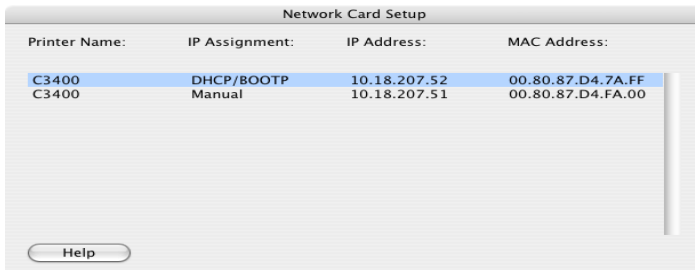 Network Card Setup
Printer Name: IP Assignment: IP Address: MAC Address:
C3400 DHCP/BOOTP 10.18.207.52 00.80.87.D4.7A.FF
C3400 Manual 10.18.207.51 00.80.87.D4.FA.00
Help